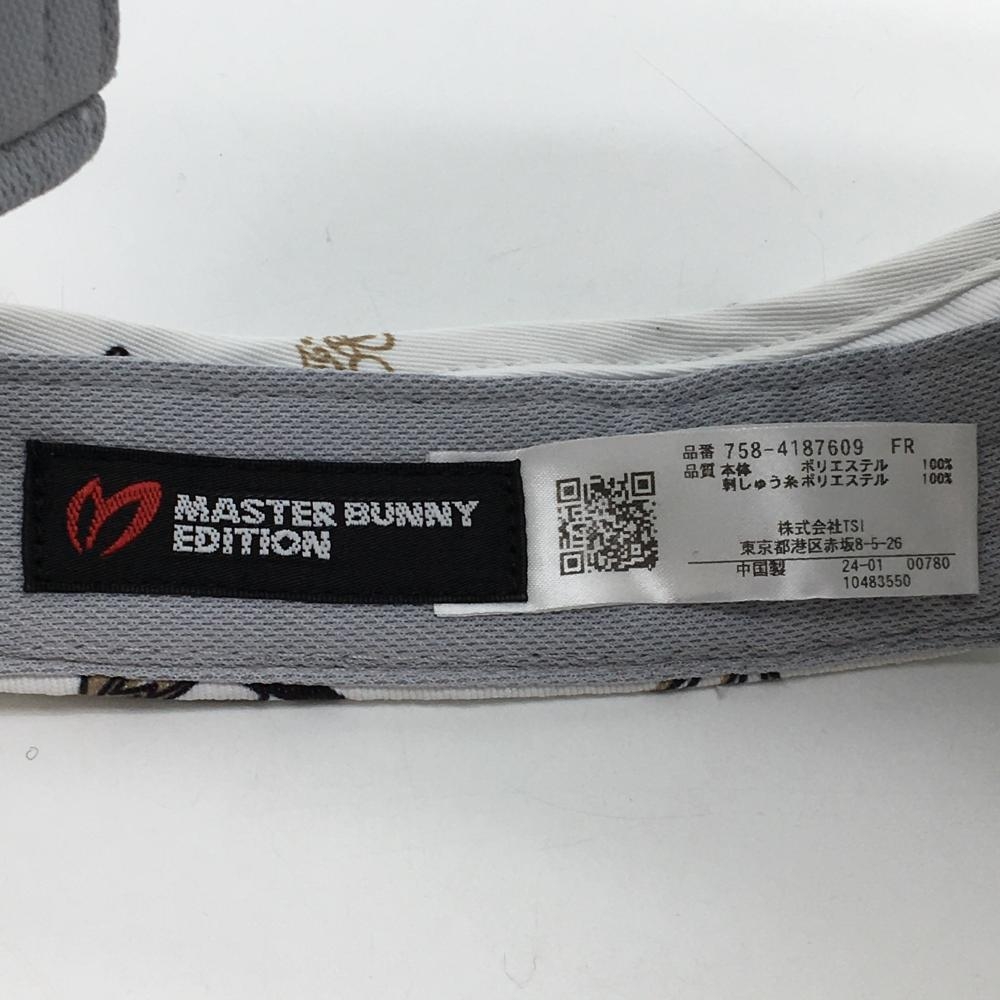 MASTER BUNNY
EDITION
品番 758-4187609 FR
品質 本体 ポリエステル 100%
刺しゅう糸ポリエステル 100%
株式会社TSI
東京都港区赤坂8-5-26
中国製 24-01 00780
10483550